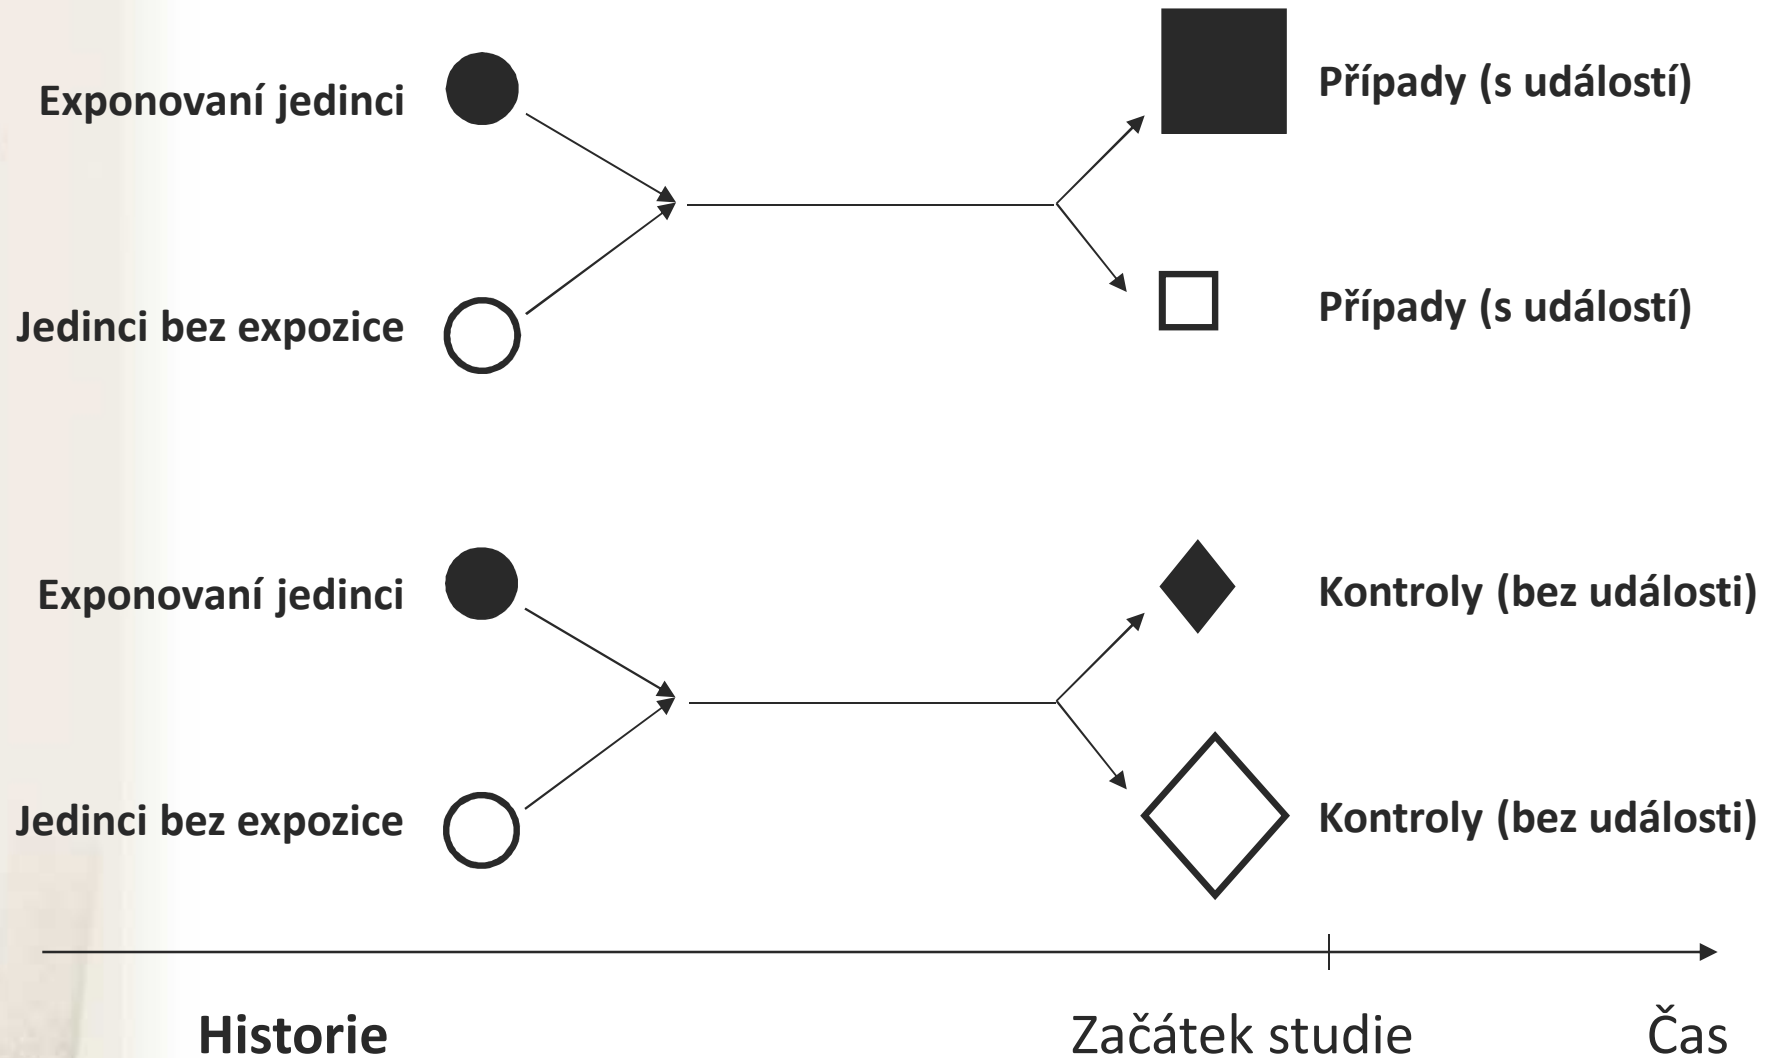 Exponovaní jedinci
Případy (s událostí)
Jedinci bez expozice
Případy (s událostí)
Exponovaní jedinci
Kontroly (bez události)
Jedinci bez expozice
Kontroly (bez události)
Historie
Začátek studie
Čas